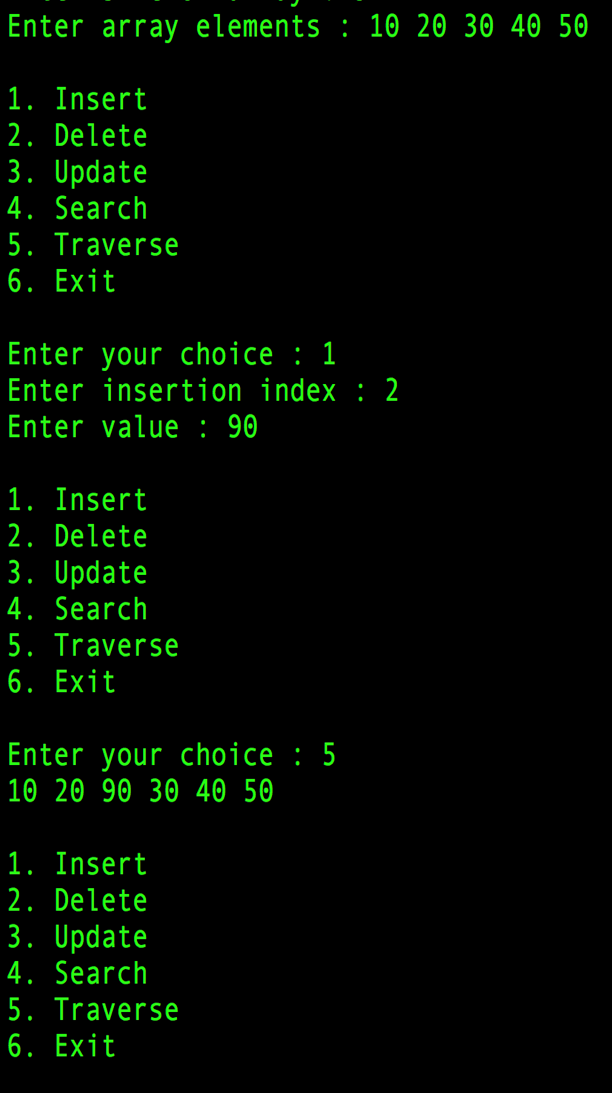 Enter array elements : 10 20 30 40 50
1. Insert
2. Delete
3. Update
4. Search
5. Traverse
6. Exit
Enter your choice : 1
Enter insertion index : 2
Enter value : 90
1. Insert
2. Delete
3. Update
4. Search
5. Traverse
6. Exit
Enter your choice : 5
10 20 90 30 40 50
1. Insert
2. Delete
3. Update
4. Search
5. Traverse
6. Exit